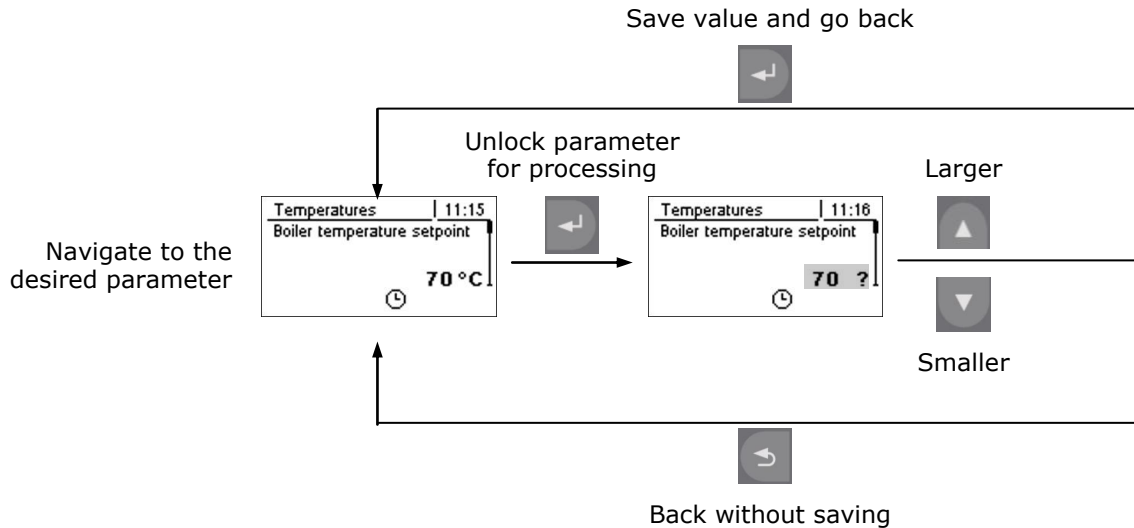 Save value and go back
Unlock parameter
for processing
Larger
Navigate to the
desired parameter
Temperatures 11:15
Boiler temperature setpoint
70 °C
Temperatures 11:16
Boiler temperature setpoint
70 ?
Smaller
Back without saving